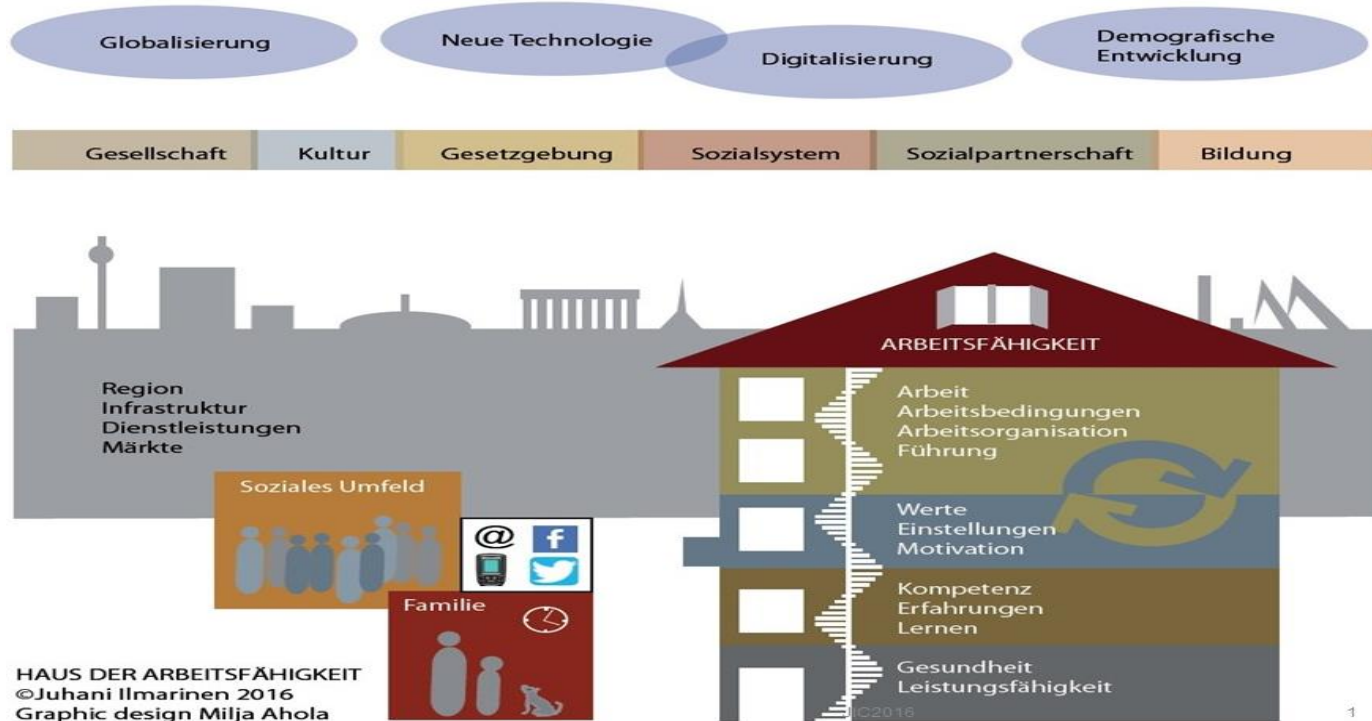 Globalisierung
Neue Technologie
Digitalisierung
Demografische
Entwicklung
Gesellschaft
Kultur
Gesetzgebung
Sozialsystem
Sozialpartnerschaft
Bildung
Region
Infrastruktur
Dienstleistungen
Märkte
Soziales Umfeld
@
f
Familie
ARBEITSFÄHIGKEIT
Arbeit
Arbeitsbedingungen
Arbeitsorganisation
Führung
Werte
Einstellungen
Motivation
Kompetenz
Erfahrungen
Lernen
Gesundheit
Leistungsfähigkeit
HAUS DER ARBEITSFÄHIGKEIT
©Juhani Ilmarinen 2016
Graphic design Milja Ahola
JIC2016
1